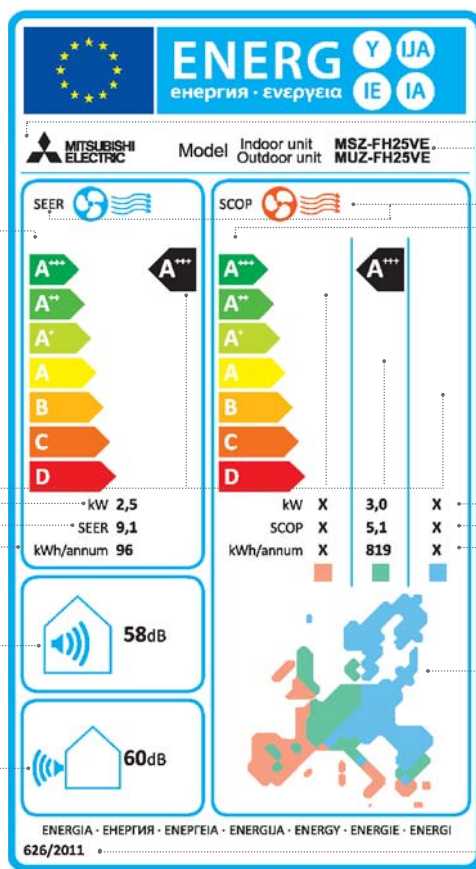 ENERG
Y IJA
IE IA
енергия · ενεργεια
MITSUBISHI
ELECTRIC
Model
Indoor unit MSZ-FH25VE
Outdoor unit MUZ-FH25VE
SEER
A+++ A+++
A++
A+
A
B
C
D
kW 2,5
SEER 9,1
kWh/annum 96
SCOP
A+++ A+++
A++
A+
A
B
C
D
kW X 3,0 X
SCOP X 5,1 X
kWh/annum X 819 X
58dB
60dB
ENERGIA · ЕНЕРГИЯ · ΕΝΕΡΓΕΙΑ · ENERGIJA · ENERGY · ENERGIE · ENERGI
626/2011